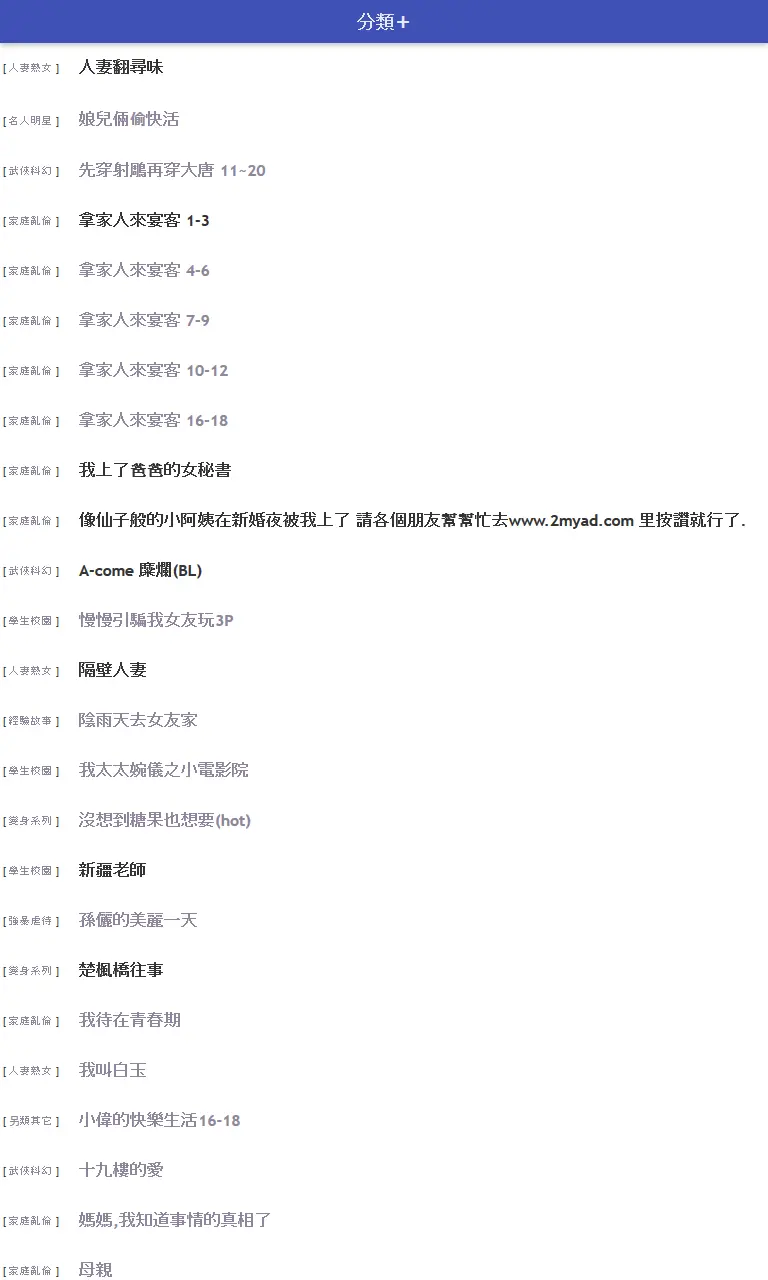 分類+
[人妻熟女] 人妻翻尋味
[名人明星] 娘兒倆偷快活
[武俠科幻] 先穿射鵰再穿大唐 11~20
[家庭亂倫] 拿家人來宴客 1-3
[家庭亂倫] 拿家人來宴客 4-6
[家庭亂倫] 拿家人來宴客 7-9
[家庭亂倫] 拿家人來宴客 10-12
[家庭亂倫] 拿家人來宴客 16-18
[家庭亂倫] 我上了爸爸的女秘書
[家庭亂倫] 像仙子般的小阿姨在新婚夜被我上了 請各個朋友幫幫忙去www.2myad.com 里按讚就行了.
[武俠科幻] A-come 糜爛(BL)
[學生校園] 慢慢引騙我女友玩3P
[人妻熟女] 隔壁人妻
[經驗故事] 陰雨天去女友家
[學生校園] 我太太婉儀之小電影院
[變身系列] 沒想到糖果也想要(hot)
[學生校園] 新疆老師
[強暴虐待] 孫儷的美麗一天
[變身系列] 楚楓橋往事
[家庭亂倫] 我待在青春期
[人妻熟女] 我叫白玉
[另類其它] 小偉的快樂生活16-18
[武俠科幻] 十九樓的愛
[家庭亂倫] 媽媽,我知道事情的真相了
[家庭亂倫] 母親